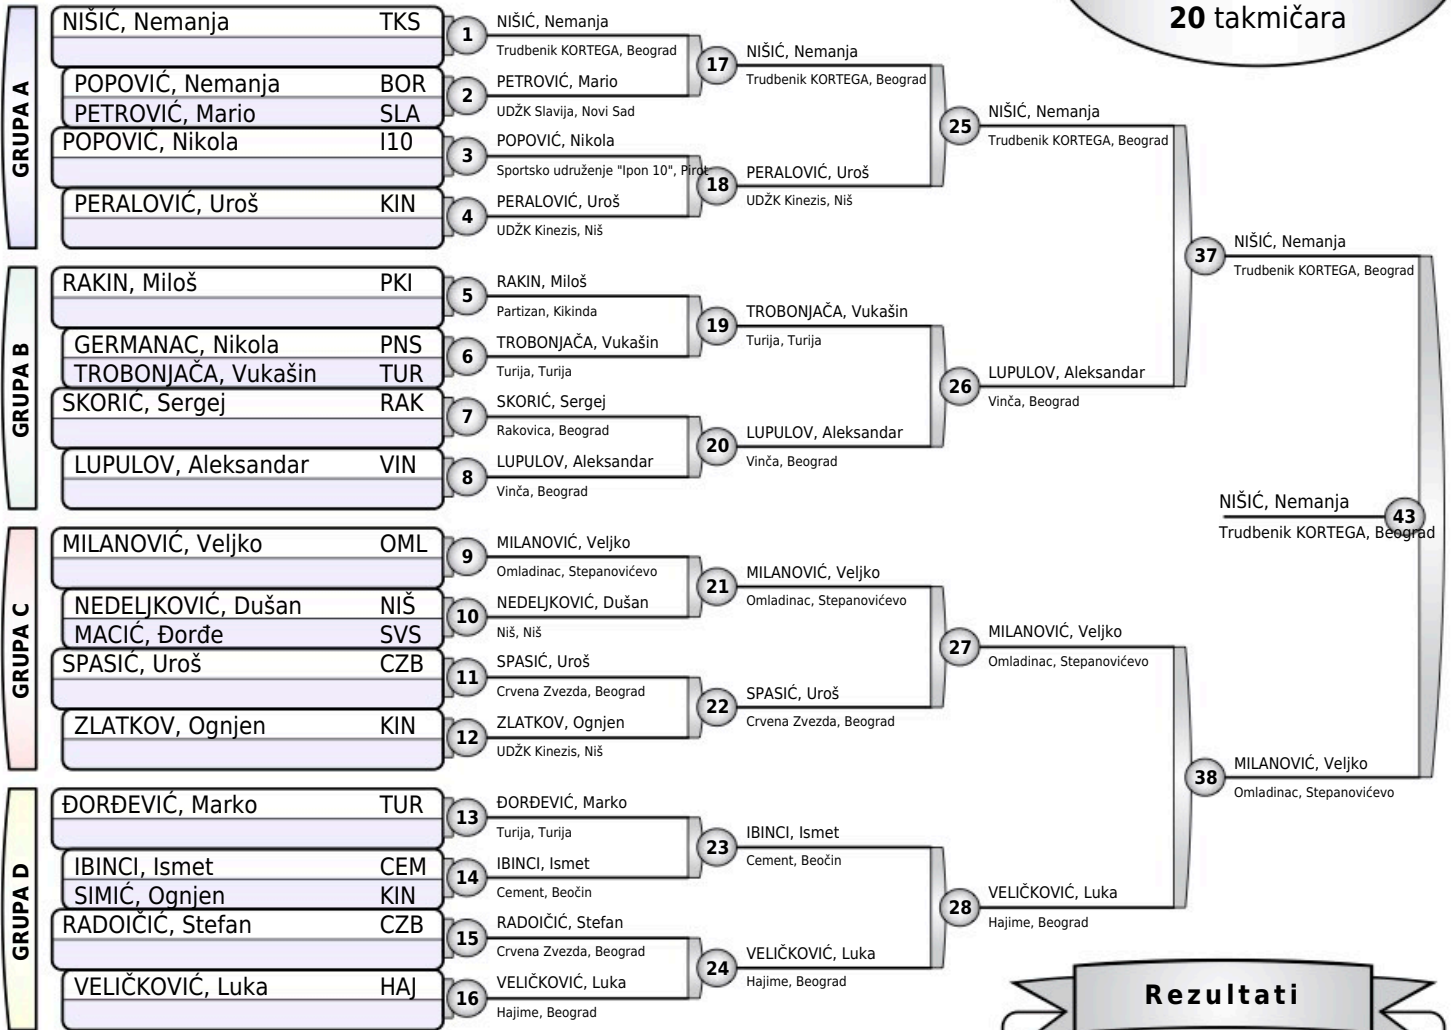 20 takmičara
GRUPA A
NIŠIĆ, Nemanja TKS
POPOVIĆ, Nemanja BOR
PETROVIĆ, Mario SLA
POPOVIĆ, Nikola I10
PERALOVIĆ, Uroš KIN
GRUPA B
RAKIN, Miloš PKI
GERMANAC, Nikola PNS
TROBONJAČA, Vukašin TUR
SKORIĆ, Sergej RAK
LUPULOV, Aleksandar VIN
GRUPA C
MILANOVIĆ, Veljko OML
NEDELJKOVIĆ, Dušan NIŠ
MACIĆ, Đorđe SVS
SPASIĆ, Uroš CZB
ZLATKOV, Ognjen KIN
GRUPA D
ĐORĐEVIĆ, Marko TUR
IBINCI, Ismet CEM
SIMIĆ, Ognjen KIN
RADOIČIĆ, Stefan CZB
VELIČKOVIĆ, Luka HAJ
1 NIŠIĆ, Nemanja
Trudbenik KORTEGA, Beograd
2 PETROVIĆ, Mario
UDŽK Slavija, Novi Sad
3 POPOVIĆ, Nikola
Sportsko udruženje "Ipon 10", Pirot
4 PERALOVIĆ, Uroš
UDŽK Kinezis, Niš
5 RAKIN, Miloš
Partizan, Kikinda
6 TROBONJAČA, Vukašin
Turija, Turija
7 SKORIĆ, Sergej
Rakovica, Beograd
8 LUPULOV, Aleksandar
Vinča, Beograd
9 MILANOVIĆ, Veljko
Omladinac, Stepanovićevo
10 NEDELJKOVIĆ, Dušan
Niš, Niš
11 SPASIĆ, Uroš
Crvena Zvezda, Beograd
12 ZLATKOV, Ognjen
UDŽK Kinezis, Niš
13 ĐORĐEVIĆ, Marko
Turija, Turija
14 IBINCI, Ismet
Cement, Beočin
15 RADOIČIĆ, Stefan
Crvena Zvezda, Beograd
16 VELIČKOVIĆ, Luka
Hajime, Beograd
17 NIŠIĆ, Nemanja
Trudbenik KORTEGA, Beograd
18 PERALOVIĆ, Uroš
UDŽK Kinezis, Niš
19 TROBONJAČA, Vukašin
Turija, Turija
20 LUPULOV, Aleksandar
Vinča, Beograd
21 MILANOVIĆ, Veljko
Omladinac, Stepanovićevo
22 SPASIĆ, Uroš
Crvena Zvezda, Beograd
23 IBINCI, Ismet
Cement, Beočin
24 VELIČKOVIĆ, Luka
Hajime, Beograd
25 NIŠIĆ, Nemanja
Trudbenik KORTEGA, Beograd
26 LUPULOV, Aleksandar
Vinča, Beograd
27 MILANOVIĆ, Veljko
Omladinac, Stepanovićevo
28 VELIČKOVIĆ, Luka
Hajime, Beograd
37 NIŠIĆ, Nemanja
Trudbenik KORTEGA, Beograd
38 MILANOVIĆ, Veljko
Omladinac, Stepanovićevo
NIŠIĆ, Nemanja 43
Trudbenik KORTEGA, Beograd
Rezultati